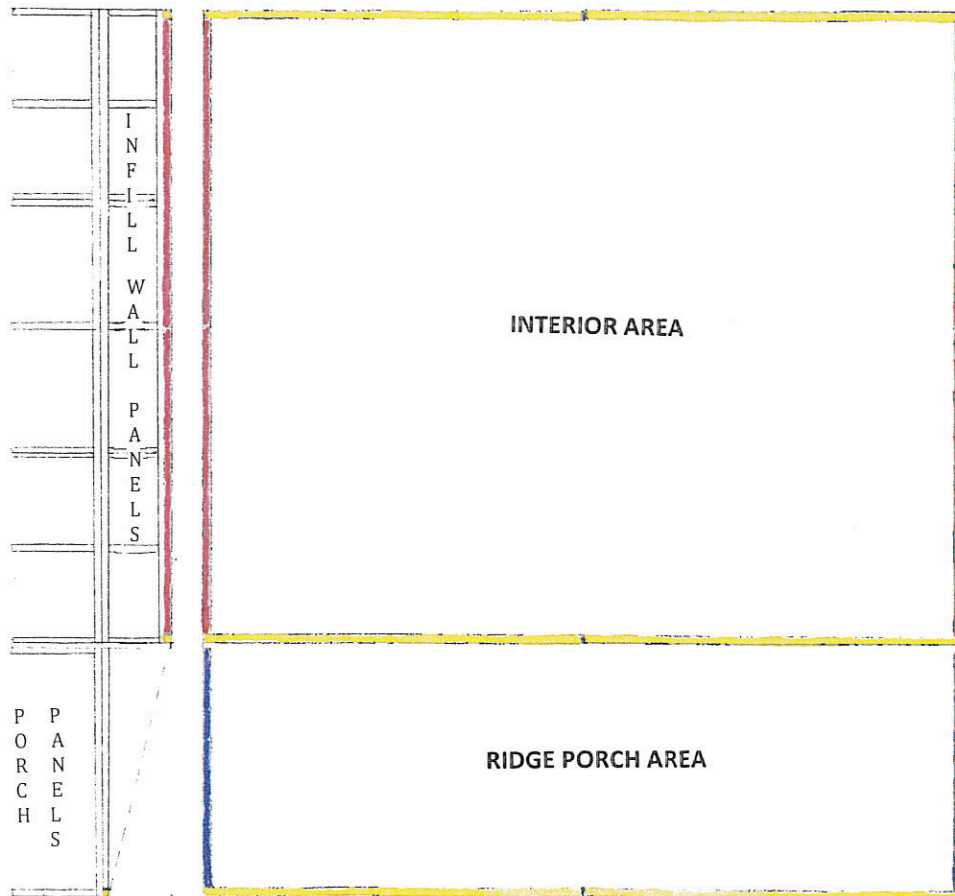 INFILL WALL PANELS
INTERIOR AREA
RIDGE PORCH AREA
PORCH
PANELS